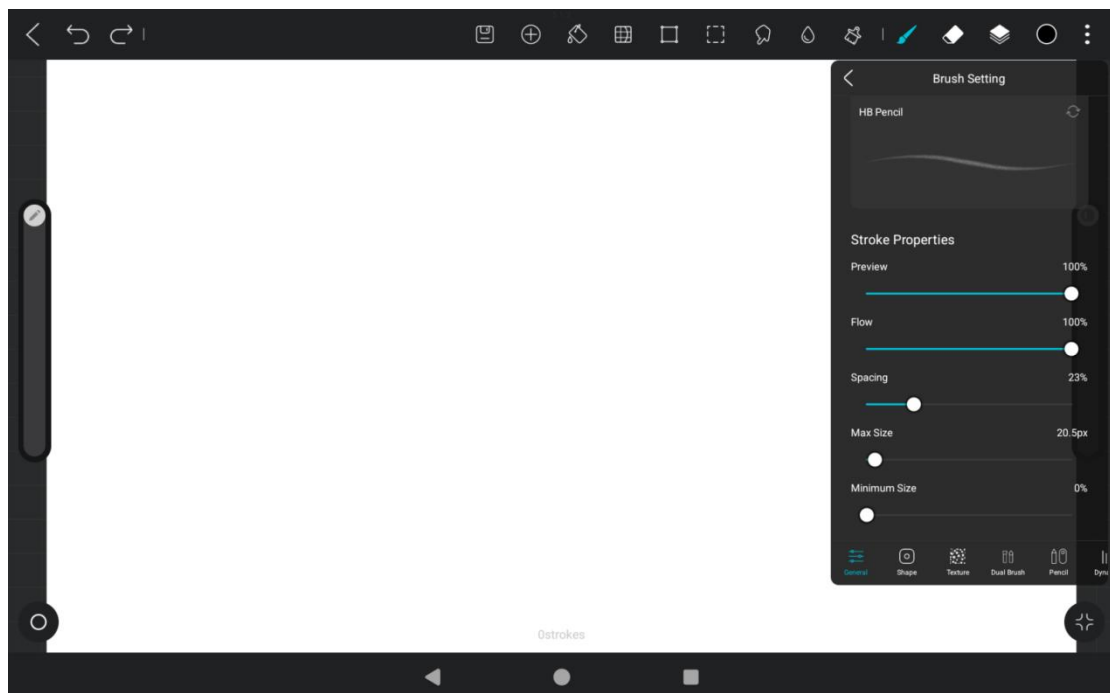 Brush Setting
HB Pencil
Stroke Properties
Preview 100%
Flow 100%
Spacing 23%
Max Size 20.5px
Minimum Size 0%
General Shape Texture Dual Brush Pencil
0strokes